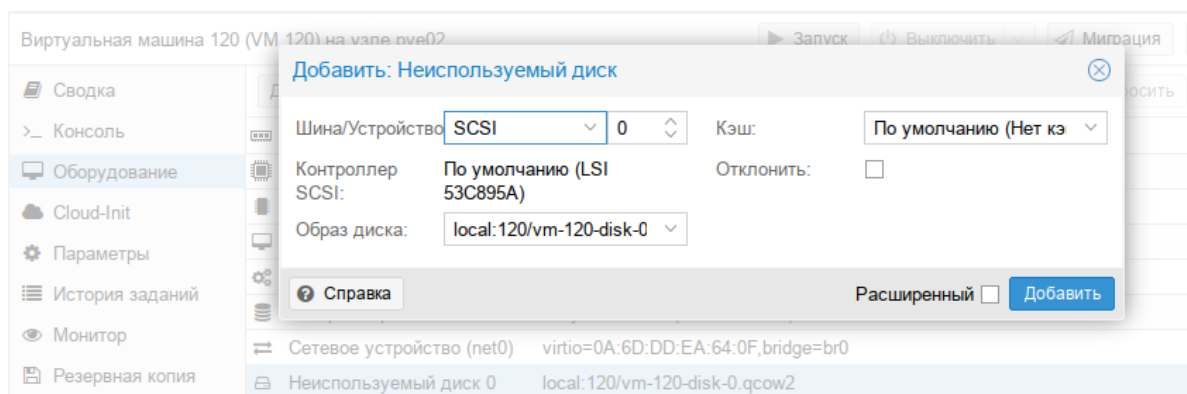 Виртуальная машина 120 (VM 120) на узле pve02
Запуск
Выключить
Миграция
Добавить: Неиспользуемый диск
Сводка
Консоль
Оборудование
Cloud-Init
Параметры
История заданий
Монитор
Резервная копия
Шина/Устройство SCSI 0
Кэш: По умолчанию (Нет кэ
Контроллер SCSI:
По умолчанию (LSI 53C895A)
Отклонить:
Образ диска: local:120/vm-120-disk-0
Справка
Расширенный
Добавить
Сетевое устройство (net0) virtio=0A:6D:DD:EA:64:0F,bridge=br0
Неиспользуемый диск 0 local:120/vm-120-disk-0.qcow2